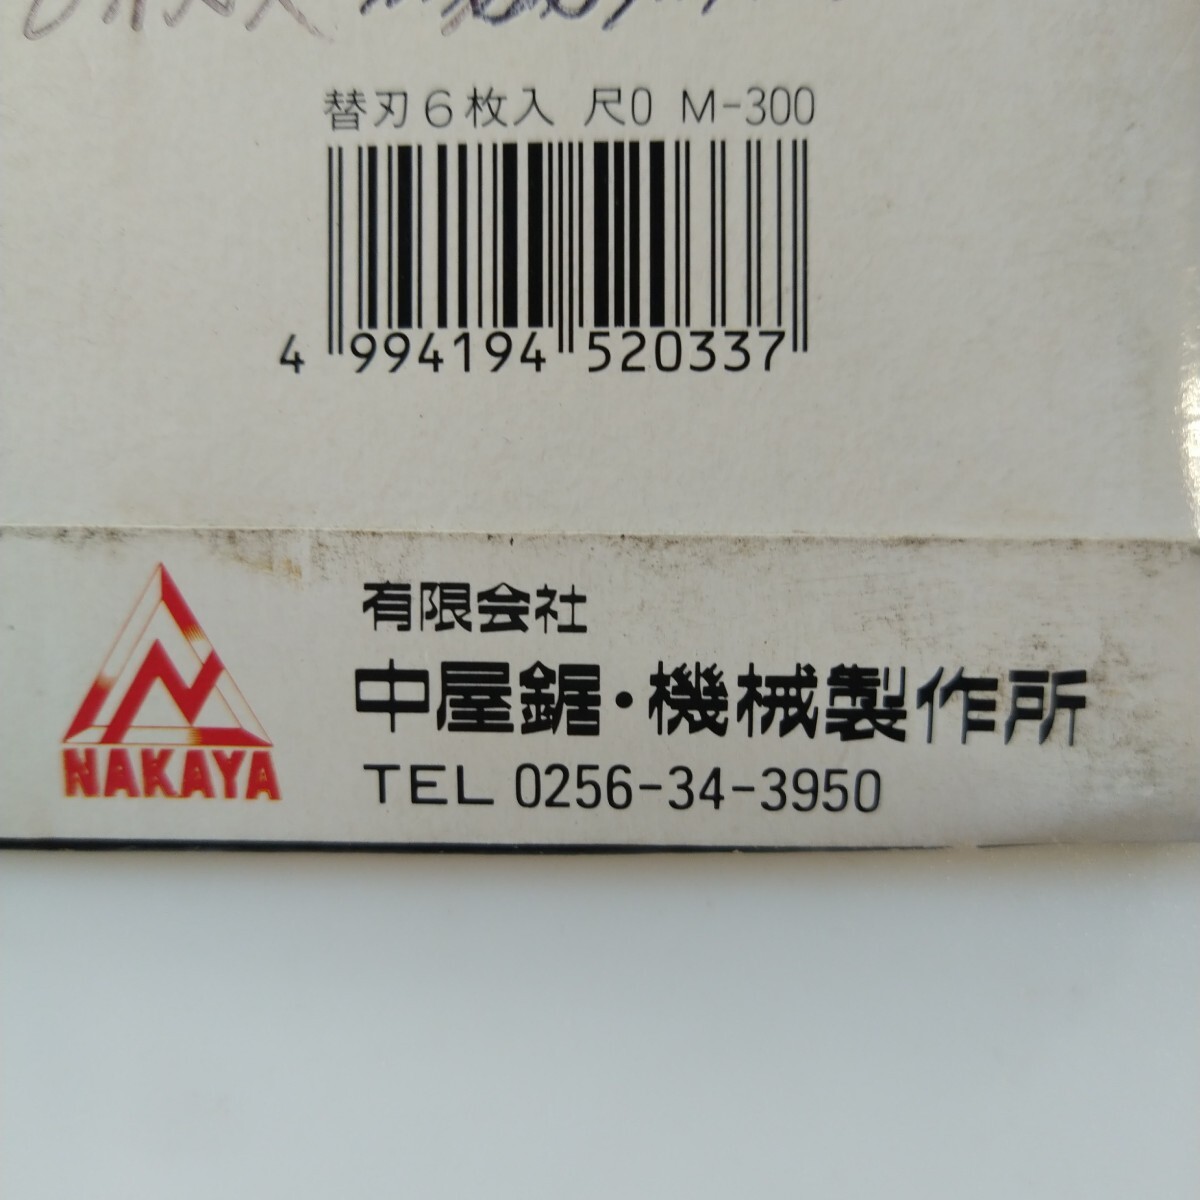 替刃6枚入 尺0 M-300
4 994194 520337
有限会社
中屋鋸・機械製作所
NAKAYA
TEL 0256-34-3950